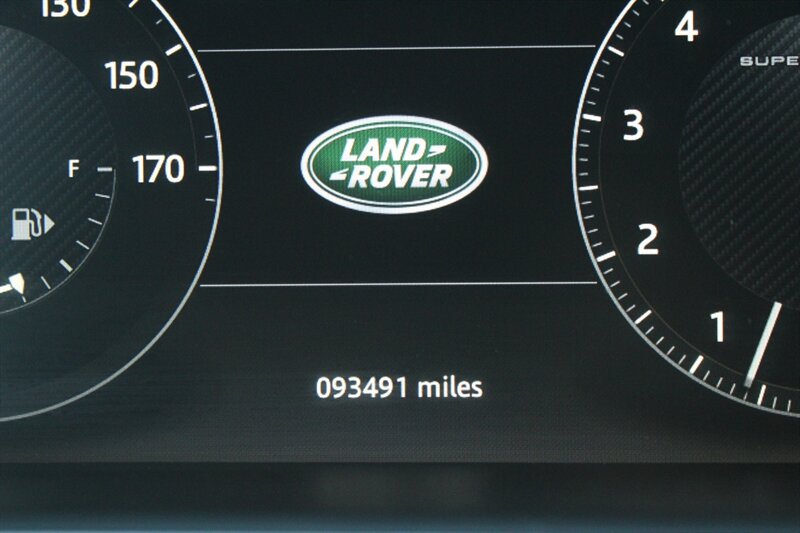 130
150
170
F
LAND
ROVER
093491 miles
4
SUPE
3
2
1